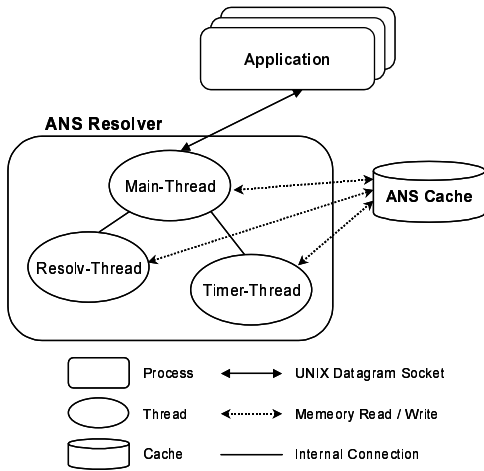 Application
ANS Resolver
Main-Thread
ANS Cache
Resolv-Thread
Timer-Thread
Process
UNIX Datagram Socket
Thread
Memeory Read / Write
Cache
Internal Connection